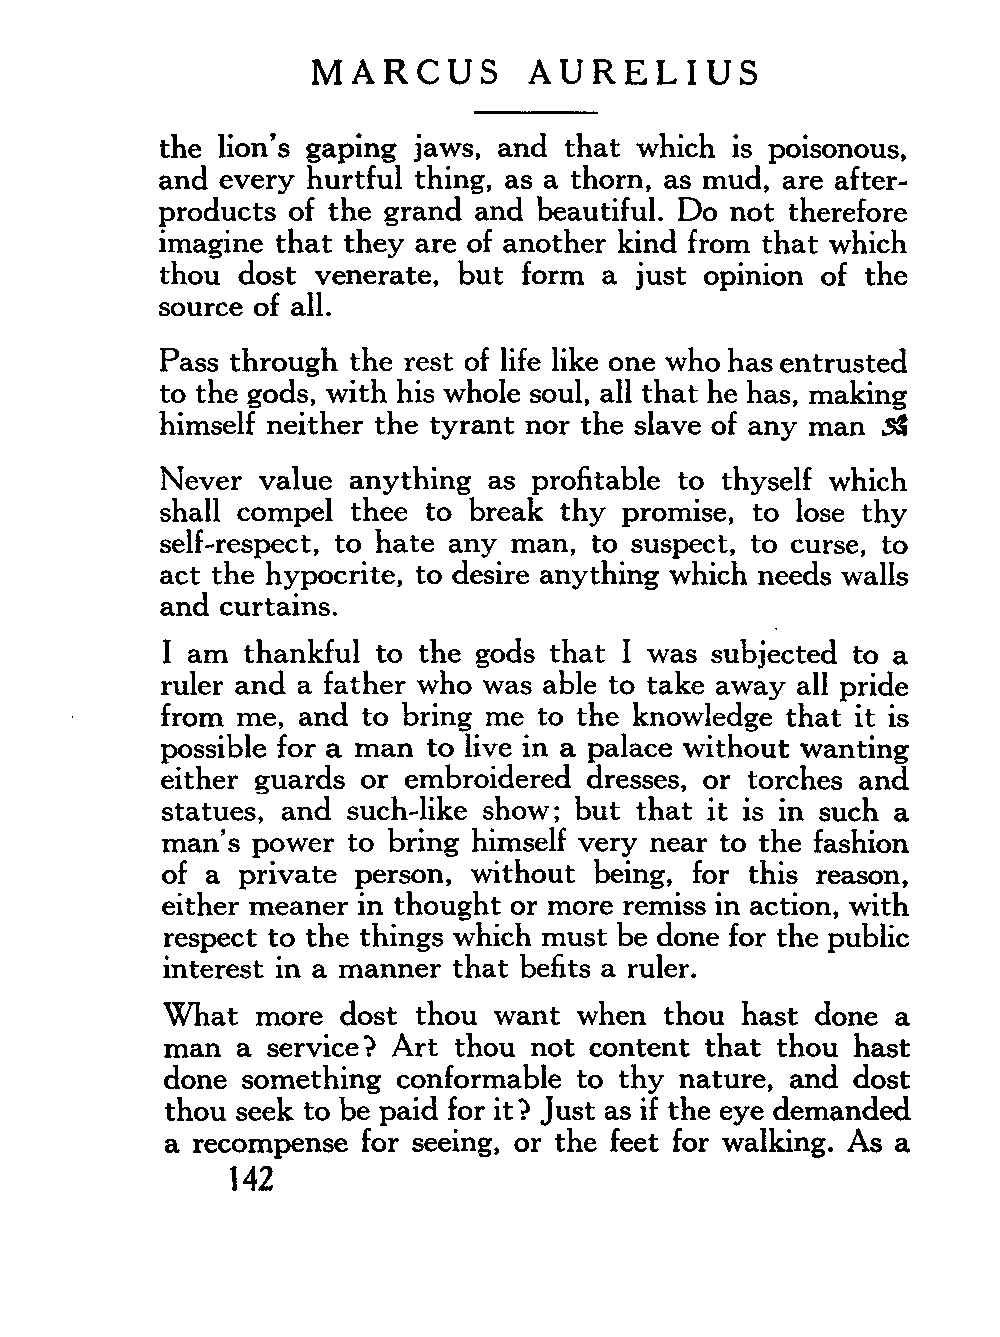 MARCUS AURELIUS
the lion's gaping jaws, and that which is poisonous,
and every hurtful thing, as a thorn, as mud, are after-
products of the grand and beautiful. Do not therefore
imagine that they are of another kind from that which
thou dost venerate, but form a just opinion of the
source of all.
Pass through the rest of life like one who has entrusted
to the gods, with his whole soul, all that he has, making
himself neither the tyrant nor the slave of any man
Never value anything as profitable to thyself which
shall compel thee to break thy promise, to lose thy
self-respect, to hate any man, to suspect, to curse, to
act the hypocrite, to desire anything which needs walls
and curtains.
I am thankful to the gods that I was subjected to a
ruler and a father who was able to take away all pride
from me, and to bring me to the knowledge that it is
possible for a man to live in a palace without wanting
either guards or embroidered dresses, or torches and
statues, and such-like show; but that it is in such a
man's power to bring himself very near to the fashion
of a private person, without being, for this reason,
either meaner in thought or more remiss in action, with
respect to the things which must be done for the public
interest in a manner that befits a ruler.
What more dost thou want when thou hast done a
man a service? Art thou not content that thou hast
done something conformable to thy nature, and dost
thou seek to be paid for it? Just as if the eye demanded
a recompense for seeing, or the feet for walking. As a
142